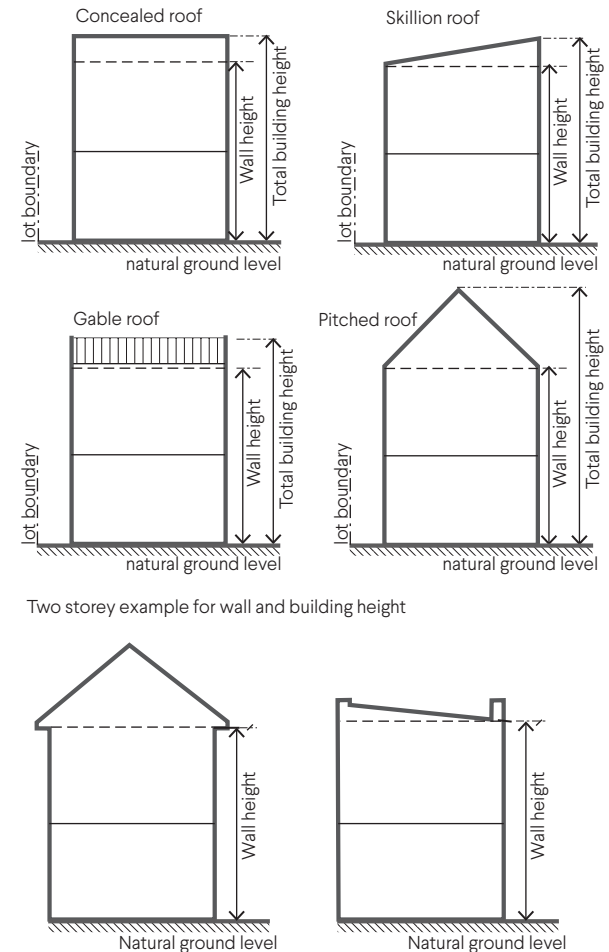 Concealed roof
Wall height
Total building height
lot boundary
natural ground level
Skillion roof
Wall height
Total building height
lot boundary
natural ground level
Gable roof
Wall height
Total building height
lot boundary
natural ground level
Pitched roof
Wall height
Total building height
lot boundary
natural ground level
Two storey example for wall and building height
Wall height
Natural ground level
Wall height
Natural ground level